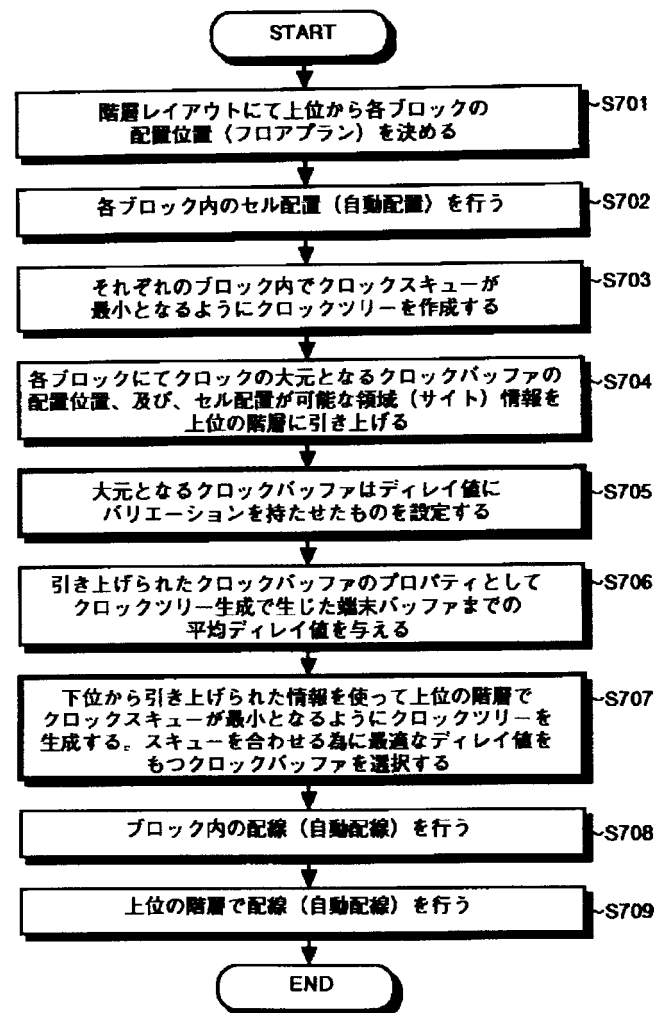 START
階層レイアウトにて上位から各ブロックの
配置位置（フロアプラン）を決める
~S701
各ブロック内のセル配置（自動配置）を行う
~S702
それぞれのブロック内でクロックスキューが
最小となるようにクロックツリーを作成する
~S703
各ブロックにてクロックの大元となるクロックバッファの
配置位置、及び、セル配置が可能な領域（サイト）情報を
上位の階層に引き上げる
~S704
大元となるクロックバッファはディレイ値に
バリエーションを持たせたものを設定する
~S705
引き上げられたクロックバッファのプロパティとして
クロックツリー生成で生じた端末バッファまでの
平均ディレイ値を与える
~S706
下位から引き上げられた情報を使って上位の階層で
クロックスキューが最小となるようにクロックツリーを
生成する。スキューを合わせる為に最適なディレイ値を
もつクロックバッファを選択する
~S707
ブロック内の配線（自動配線）を行う
~S708
上位の階層で配線（自動配線）を行う
~S709
END